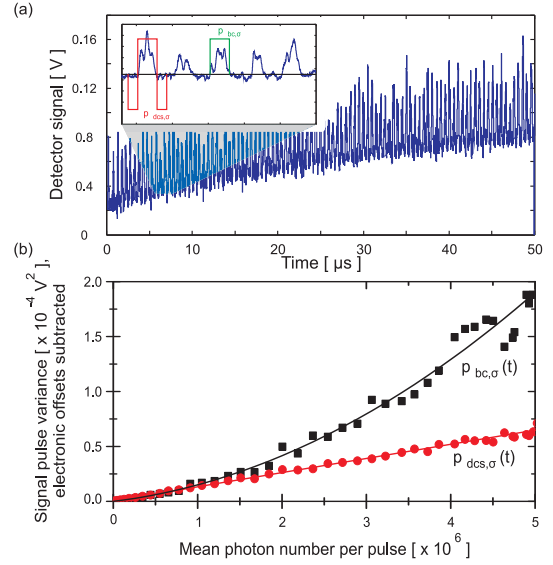 (a)
p bc,σ
p dcs,σ
Detector signal [ V ]
0.16
0.12
0.8
0.4
0
0 10 20 30 40 50
Time [ µs ]
(b)
Signal pulse variance [ x 10⁻⁴ V² ],
electronic offsets subtracted
2.0
1.5
1.0
0.5
0.0
p bc,σ (t)
p dcs,σ (t)
0 1 2 3 4 5
Mean photon number per pulse [ x 10⁶ ]